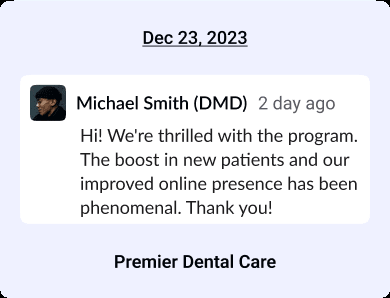 Dec 23, 2023
Michael Smith (DMD) 2 day ago
Hi! We're thrilled with the program.
The boost in new patients and our
improved online presence has been
phenomenal. Thank you!
Premier Dental Care